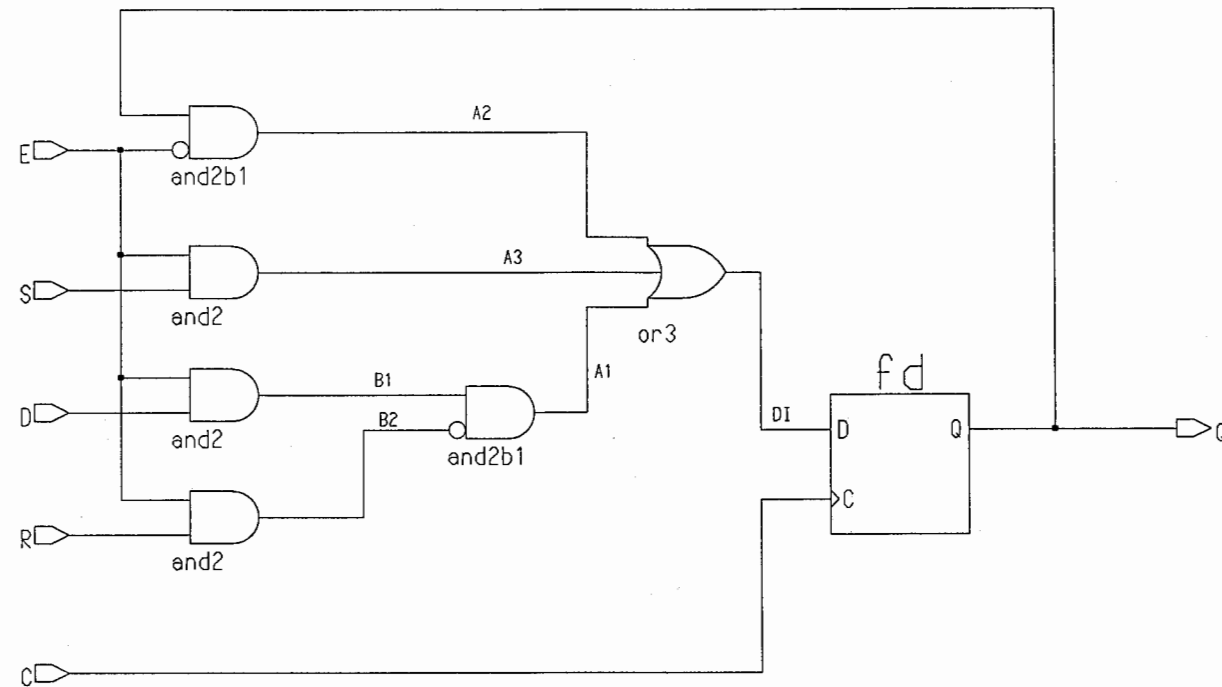 A2
E
and2b1
A3
S
and2
or3
A1
fd
B1
D
B2
and2
and2b1
DI
D
Q
Q
C
R
and2
C